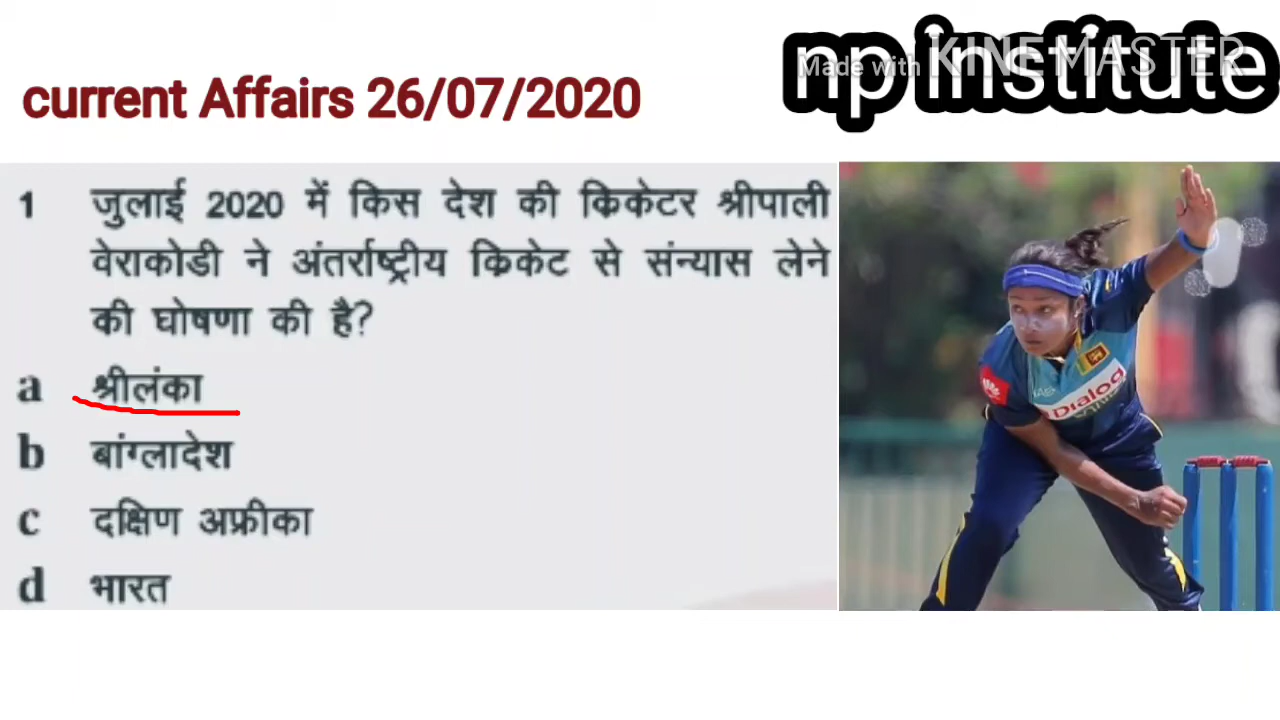 np institute
Made with KINEMASTER
current Affairs 26/07/2020
1 जुलाई 2020 में किस देश की क्रिकेटर श्रीपाली
वेराकोडी ने अंतर्राष्ट्रीय क्रिकेट से संन्यास लेने
की घोषणा की है?
a श्रीलंका
b बांग्लादेश
c दक्षिण अफ्रीका
d भारत
Dialog